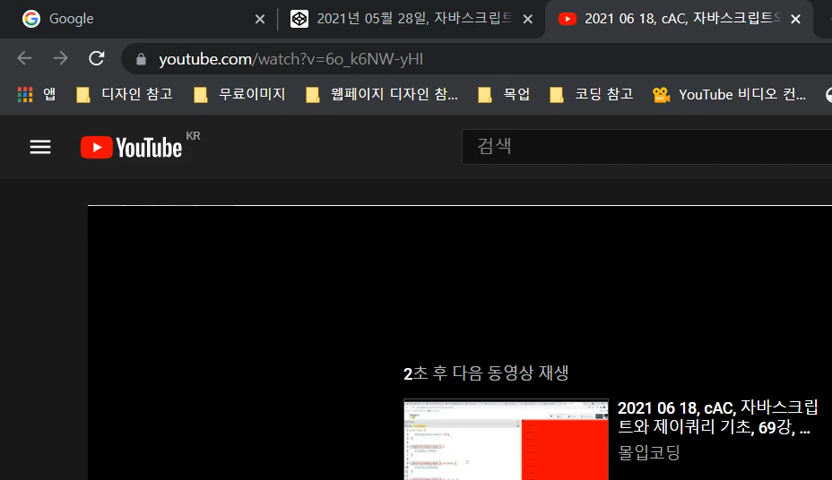 Google
2021년 05월 28일, 자바스크립트
2021 06 18, cAC, 자바스크립트와
youtube.com/watch?v=6o_k6NW-yHI
앱 디자인 참고 무료이미지 웹페이지 디자인 참... 목업 코딩 참고 YouTube 비디오 컨...
YouTube KR
검색
2초 후 다음 동영상 재생
2021 06 18, cAC, 자바스크립
트와 제이쿼리 기초, 69강, ...
몰입코딩